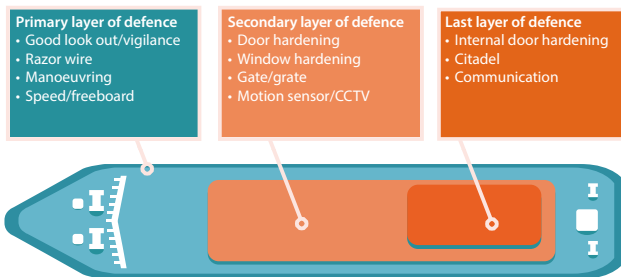 Primary layer of defence
• Good look out/vigilance
• Razor wire
• Manoeuvring
• Speed/freeboard
Secondary layer of defence
• Door hardening
• Window hardening
• Gate/grate
• Motion sensor/CCTV
Last layer of defence
• Internal door hardening
• Citadel
• Communication